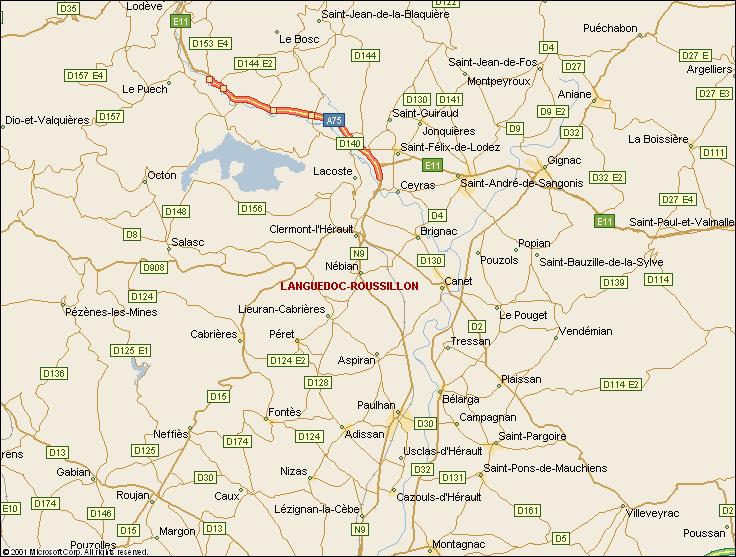 D35
Lodève
E11
Saint-Jean-de-la-Blaquière
D122
D153 E4
Le Bosc
D144
D144 E2
Puéchabon
D4
Saint-Jean-de-Fos
D27
D27 E
Argelliers
D157 E4
Le Puech
Montpeyroux
D130
D141
Aniane
D27 E3
Dio-et-Valquières
D157
A75
Saint-Guiraud
D9 E2
Jonquières
D9
D32
La Boissière
D140
Saint-Félix-de-Lodez
D111
E11
Gignac
Octon
Lacoste
Saint-André-de-Sangonis
D32 E2
Ceyras
D27 E4
D148
D156
D4
E11
Saint-Paul-et-Valmalle
D8
Clermont-l'Hérault
Brignac
Salasc
Popian
N9
D130
Pouzols
Saint-Bauzille-de-la-Sylve
D908
Nébian
Canet
D139
D114
LANGUEDOC-ROUSSILLON
D124
Pézènes-les-Mines
Lieuran-Cabrières
Le Pouget
Cabrières
Péret
D2
Vendémian
Tressan
D125 E1
D124 E2
Aspiran
D136
D128
Plaissan
D114 E2
D15
Bélarga
Paulhan
Fontès
D30
Campagnan
Neffiès
D174
D124
Adissan
Saint-Pargoire
rens
D13
D125
Usclas-d'Hérault
Gabian
D30
Nizas
D32
D131
Saint-Pons-de-Mauchiens
Roujan
Caux
Cazouls-d'Hérault
E10
D174
D146
Lézignan-la-Cèbe
D161
Villeveyrac
D15
Margon
D13
N9
D5
Poussan
Pouzolles
Montagnac
D2
© 2001 Microsoft Corp. All rights reserved.